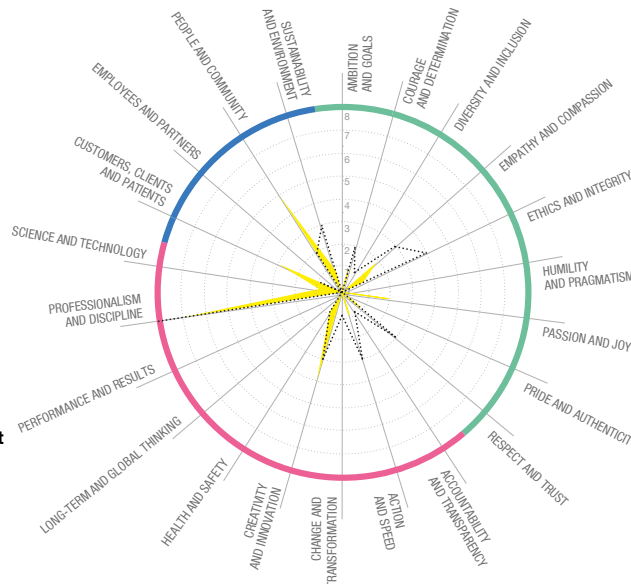 AMBITION
AND GOALS
COURAGE
AND DETERMINATION
DIVERSITY AND INCLUSION
EMPATHY AND COMPASSION
ETHICS AND INTEGRITY
HUMILITY
AND PRAGMATISM
PASSION AND JOY
PRIDE AND AUTHENTICIT
RESPECT AND TRUST
ACCOUNTABILITY
AND TRANSPARENCY
ACTION
AND SPEED
CHANGE AND
TRANSFORMATION
CREATIVITY
AND INNOVATION
HEALTH AND SAFETY
LONG-TERM AND GLOBAL THINKING
PERFORMANCE AND RESULTS
PROFESSIONALISM
AND DISCIPLINE
SCIENCE AND TECHNOLOGY
CUSTOMERS, CLIENTS
AND PATIENTS
EMPLOYEES AND PARTNERS
PEOPLE AND COMMUNITY
SUSTAINABILITY
AND ENVIRONMENT
8
7
6
5
4
3
2
t